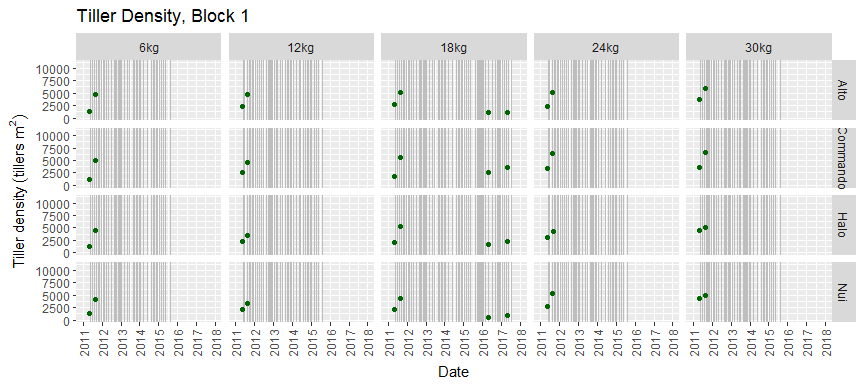 Tiller Density, Block 1
6kg 12kg 18kg 24kg 30kg
10000
7500
5000
2500
0
Alto
10000
7500
5000
2500
0
Commando
10000
7500
5000
2500
0
Halo
10000
7500
5000
2500
0
Nui
Tiller density (tillers m²)
2011 2012 2013 2014 2015 2016 2017 2018 2011 2012 2013 2014 2015 2016 2017 2018 2011 2012 2013 2014 2015 2016 2017 2018 2011 2012 2013 2014 2015 2016 2017 2018 2011 2012 2013 2014 2015 2016 2017 2018
Date